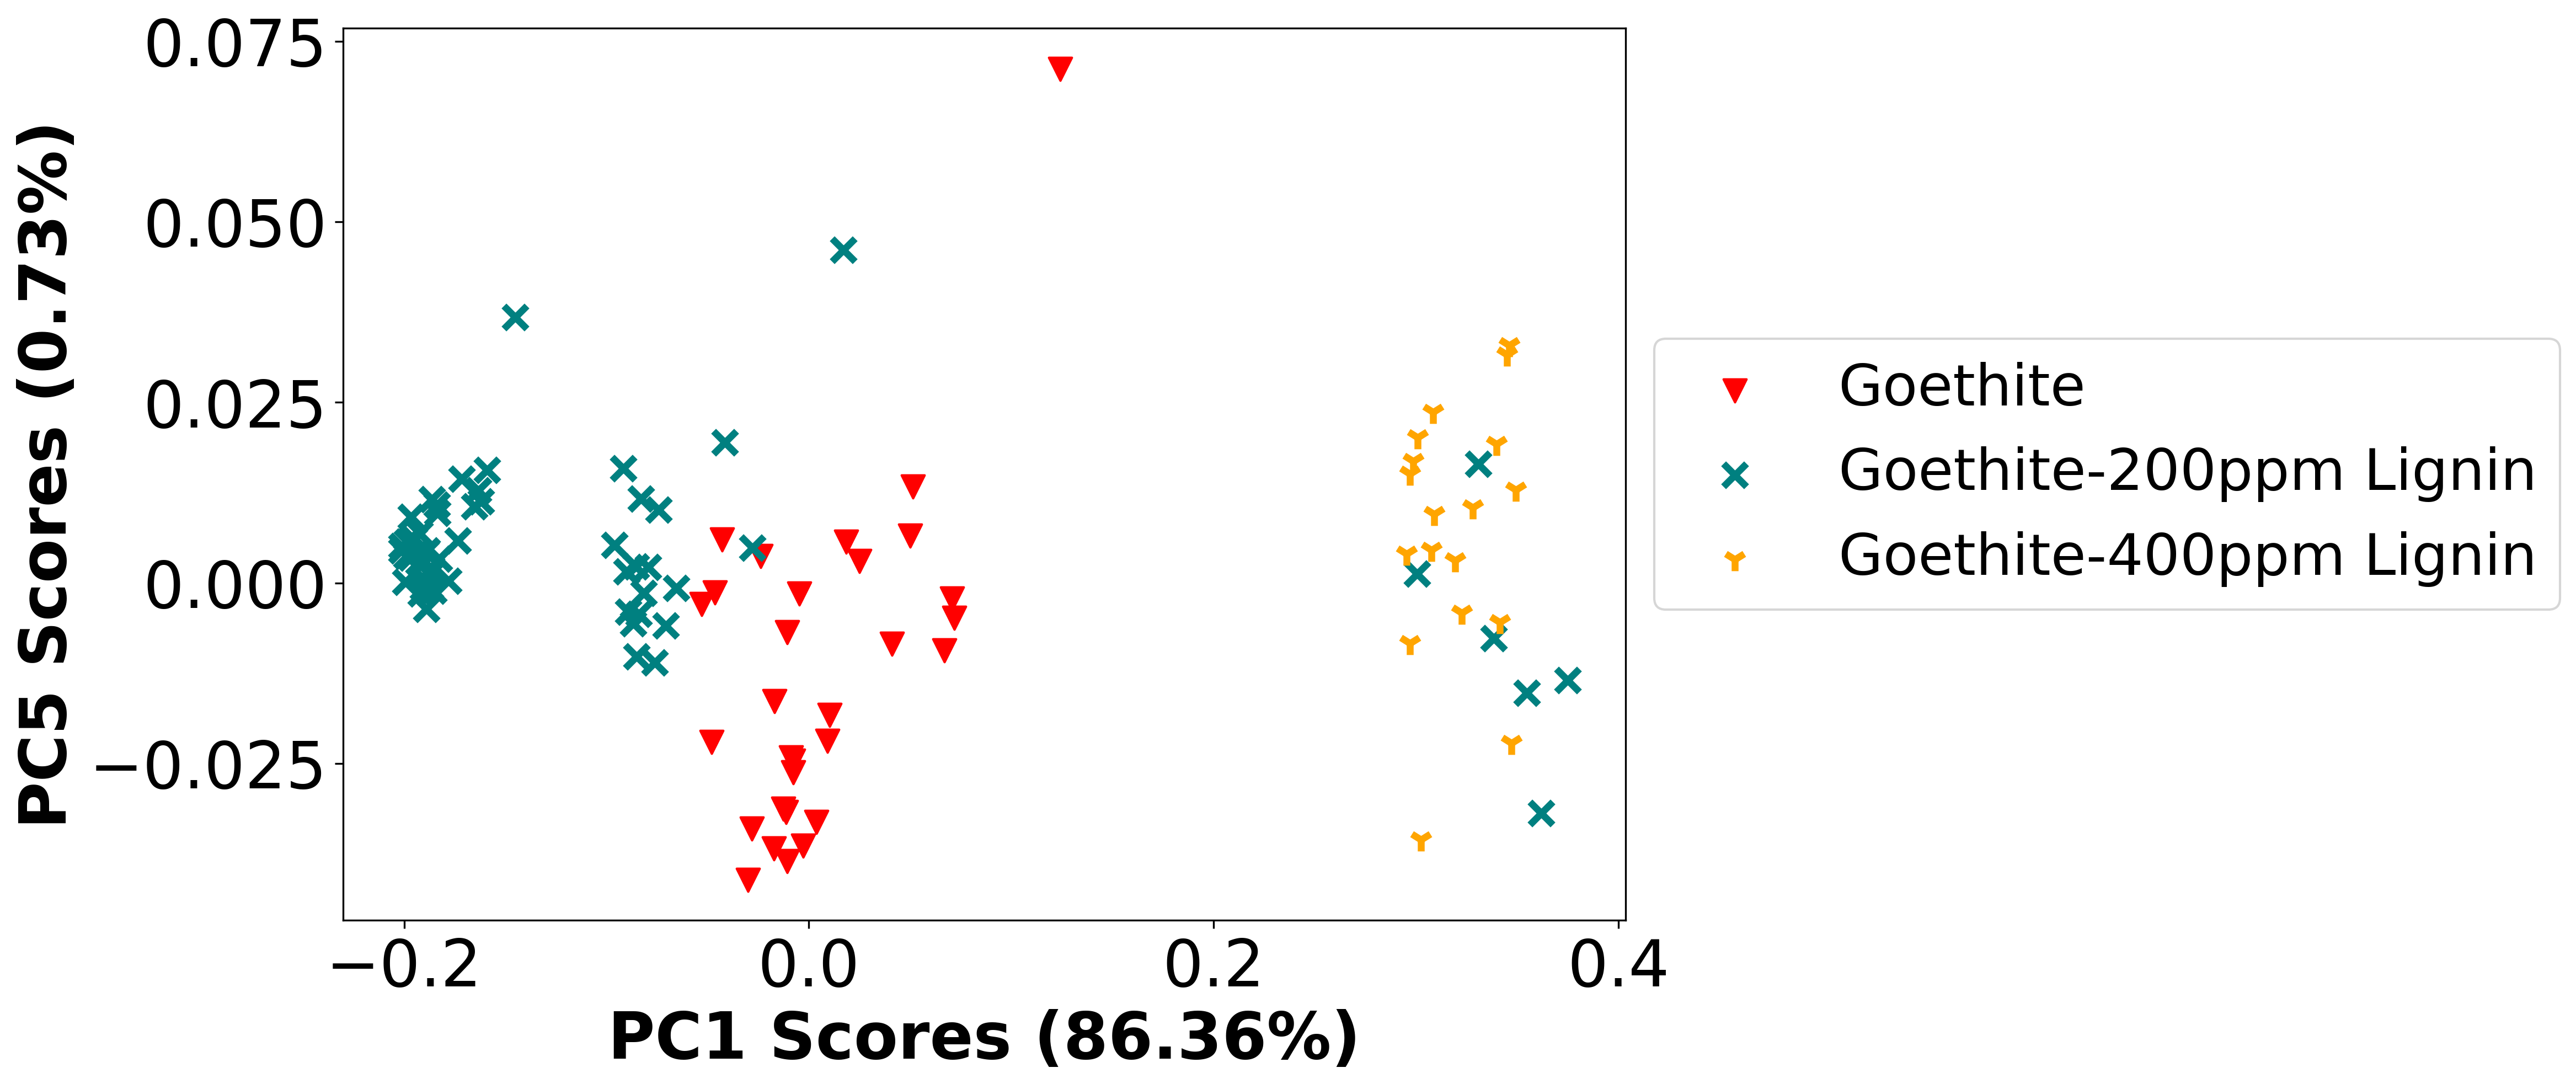 0.075
0.050
0.025
0.000
−0.025
PC5 Scores (0.73%)
−0.2
0.0
0.2
0.4
PC1 Scores (86.36%)
Goethite
Goethite-200ppm Lignin
Goethite-400ppm Lignin